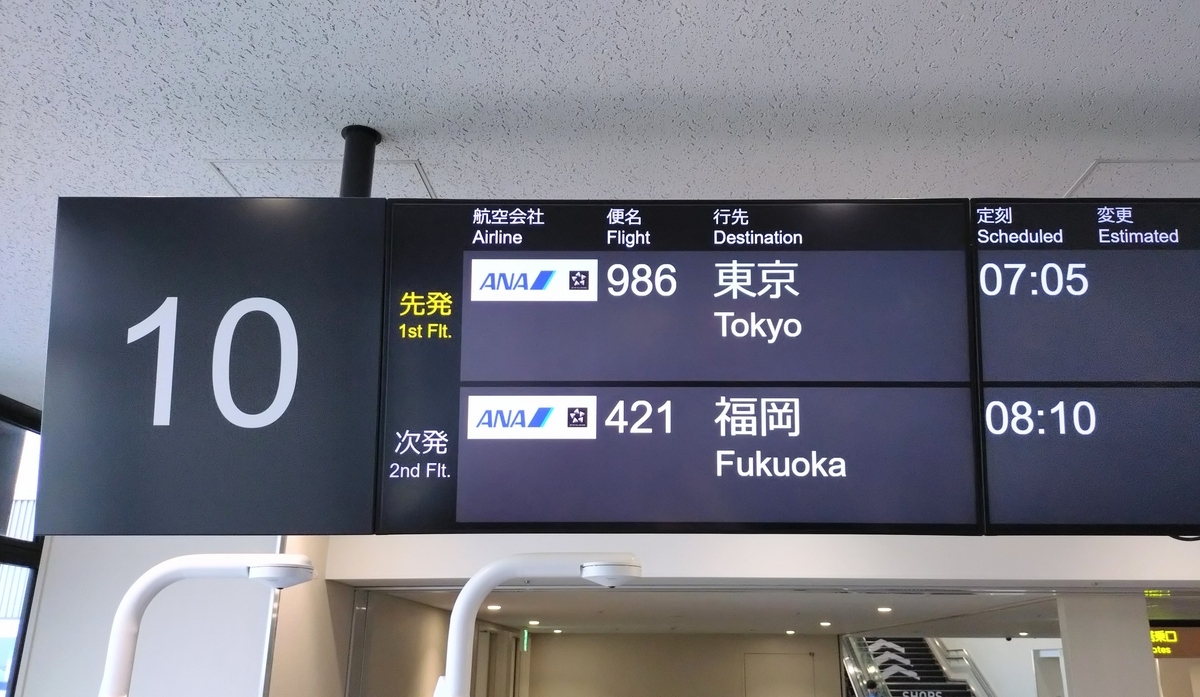 10
航空会社 便名 行先 定刻 変更
Airline Flight Destination Scheduled Estimated
先発
1st Flt.
ANA 986 東京 07:05
Tokyo
次発
2nd Flt.
ANA 421 福岡 08:10
Fukuoka
SHOPS